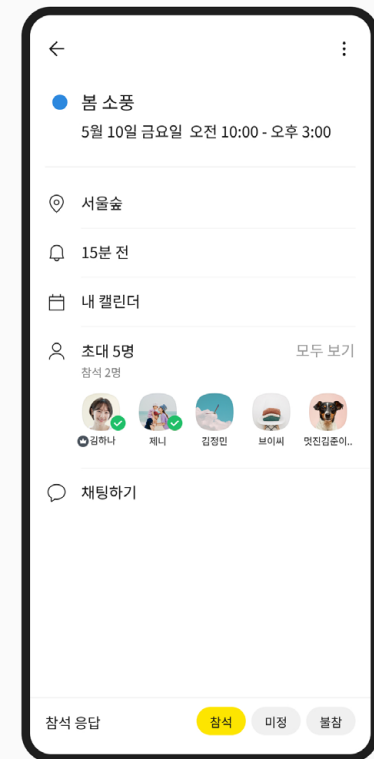 봄 소풍
5월 10일 금요일 오전 10:00 - 오후 3:00
서울숲
15분 전
내 캘린더
초대 5명 모두 보기
참석 2명
김하나 제니 김정민 브이씨 멋진김준이..
채팅하기
참석 응답 참석 미정 불참